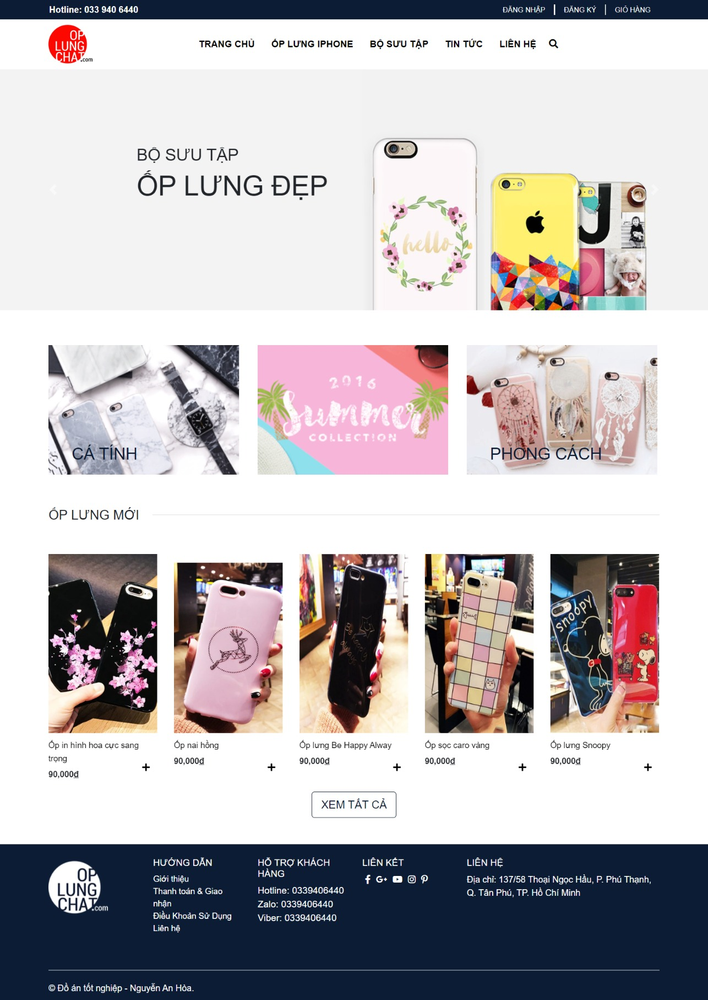 Hotline: 033 940 6440
ĐĂNG NHẬP
ĐĂNG KÝ
GIỎ HÀNG
OP
LUNG
CHAT.com
TRANG CHỦ
ỐP LƯNG IPHONE
BỘ SƯU TẬP
TIN TỨC
LIÊN HỆ
BỘ SƯU TẬP
ỐP LƯNG ĐẸP
hello
J
CÁ TÍNH
2016
Summer
COLLECTION
PHONG CÁCH
ỐP LƯNG MỚI
Be
Happy
always
snoopy
Ốp in hình hoa cực sang
trọng
90,000₫
Ốp nai hồng
90,000₫
Ốp lưng Be Happy Alway
90,000₫
Ốp sọc caro vàng
90,000₫
Ốp lưng Snoopy
90,000₫
XEM TẤT CẢ
OP
LUNG
CHAT.com
HƯỚNG DẪN
Giới thiệu
Thanh toán & Giao
nhận
Điều Khoản Sử Dụng
Liên hệ
HỖ TRỢ KHÁCH
HÀNG
Hotline: 0339406440
Zalo: 0339406440
Viber: 0339406440
LIÊN KẾT
LIÊN HỆ
Địa chỉ: 137/58 Thoại Ngọc Hầu, P. Phú Thạnh,
Q. Tân Phú, TP. Hồ Chí Minh
© Đồ án tốt nghiệp - Nguyễn An Hòa.